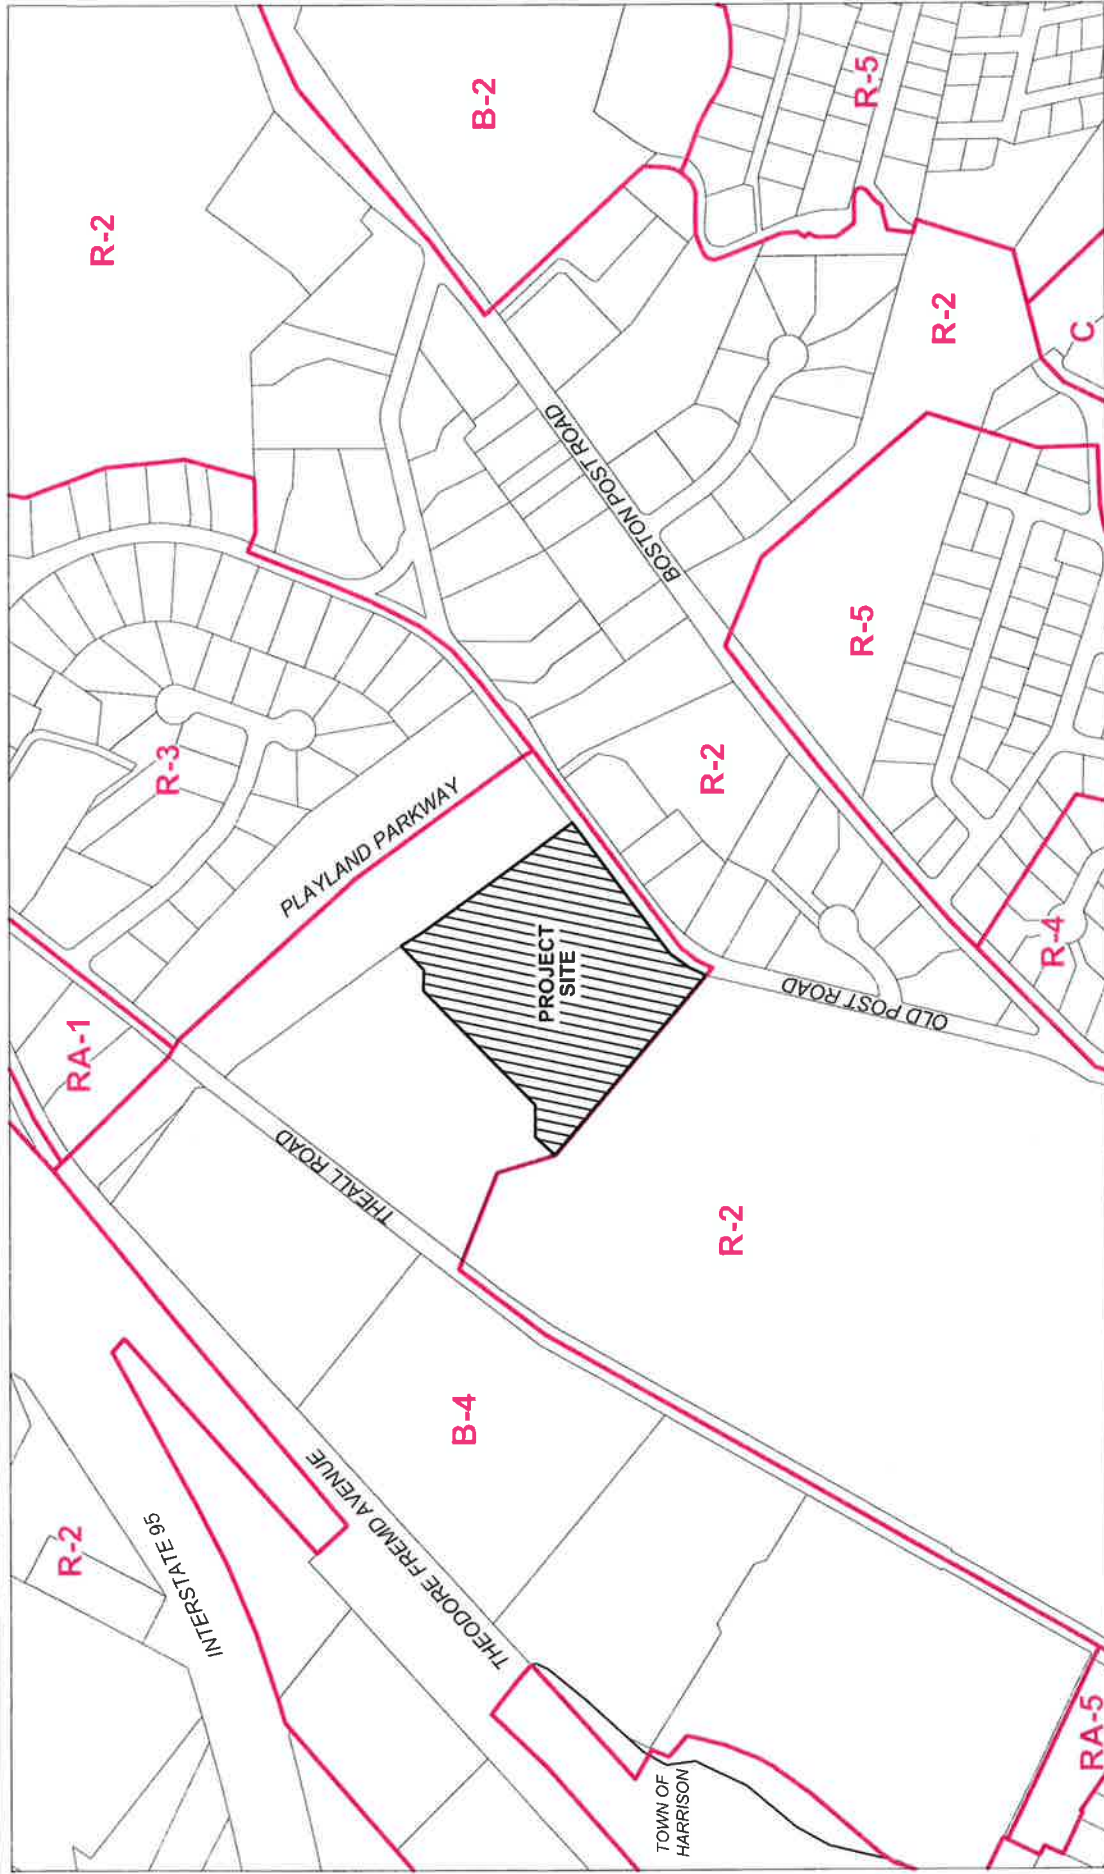 R-2
INTERSTATE 95
TOWN OF
HARRISON
THEODORE FREMD AVENUE
RA-5
B-4
THEALL ROAD
RA-1
R-2
PROJECT
SITE
PLAYLAND PARKWAY
R-3
OLD POST ROAD
R-4
R-2
R-5
BOSTON POST ROAD
R-2
R-2
C
B-2
R-5